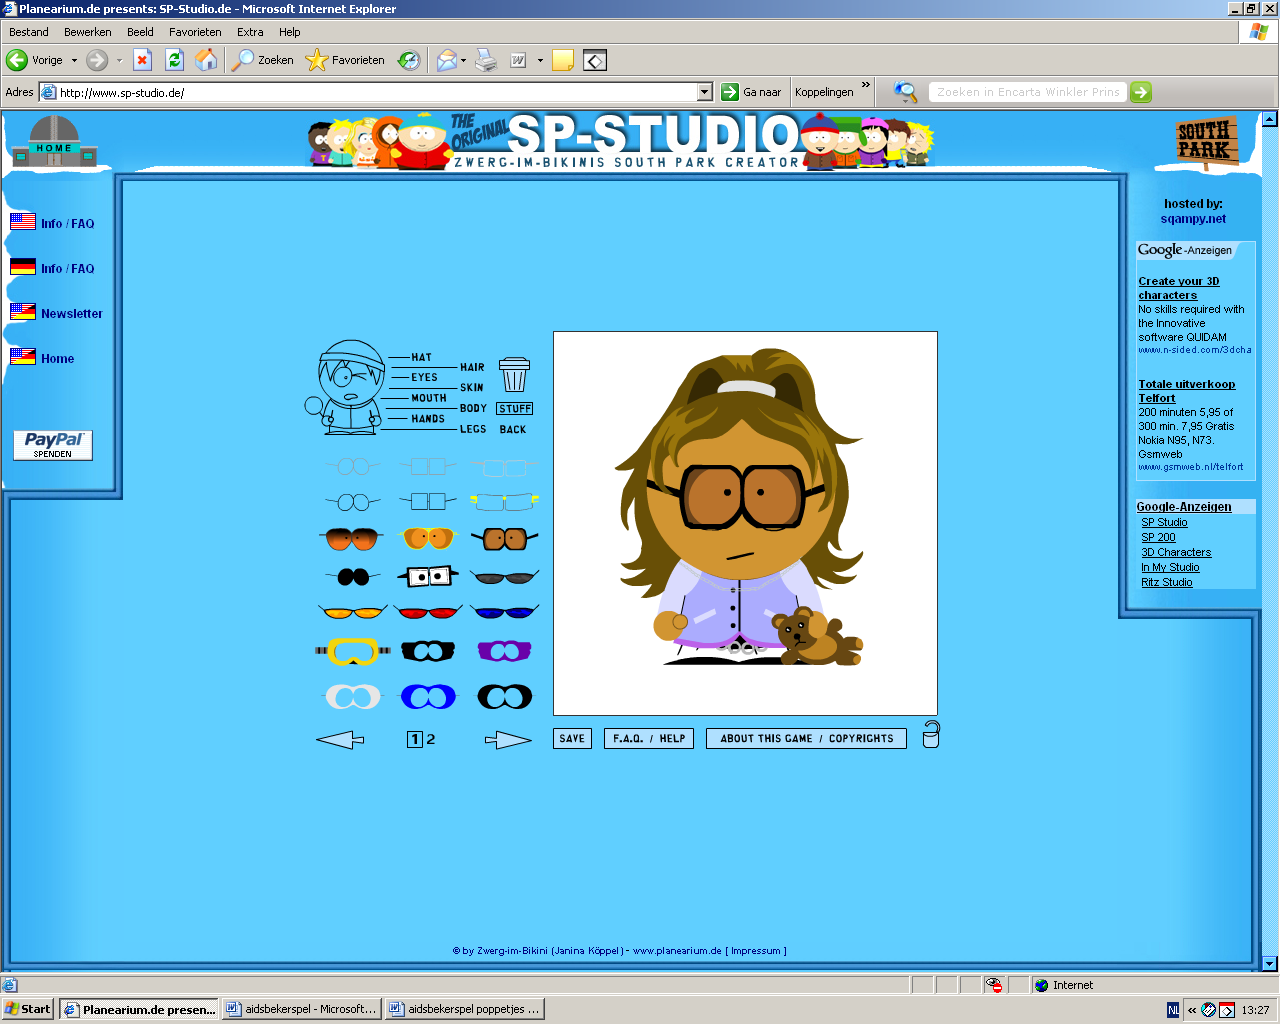 Planearium.de presents: SP-Studio.de - Microsoft Internet Explorer
Bestand Bewerken Beeld Favorieten Extra Help
Vorige Zoeken Favorieten
Adres http://www.sp-studio.de/ Ga naar Koppelingen » Zoeken in Encarta Winkler Prins
HOME
THE ORIGINAL SP-STUDIO
ZWERG-IM-BIKINIS SOUTH PARK CREATOR
SOUTH PARK
Info / FAQ
Info / FAQ
Newsletter
Home
PayPal
SPENDEN
HAT
HAIR
EYES
SKIN
MOUTH
BODY
HANDS
LEGS
STUFF
BACK
1 2
SAVE
F.A.Q. / HELP
ABOUT THIS GAME / COPYRIGHTS
hosted by:
sqampy.net
Google-Anzeigen
Create your 3D
characters
No skills required with
the Innovative
software QUIDAM
www.n-sided.com/3dcha
Totale uitverkoop
Telfort
200 minuten 5,95 of
300 min. 7,95 Gratis
Nokia N95, N73.
Gsmweb
www.gsmweb.nl/telfort
Google-Anzeigen
SP Studio
SP 200
3D Characters
In My Studio
Ritz Studio
© by Zwerg-im-Bikini (Janina Köppel) - www.planearium.de [ Impressum ]
Internet
Start Planearium.de presen... aidsbekerspel - Microsoft... aidsbekerspel poppetjes ... NL « 13:27